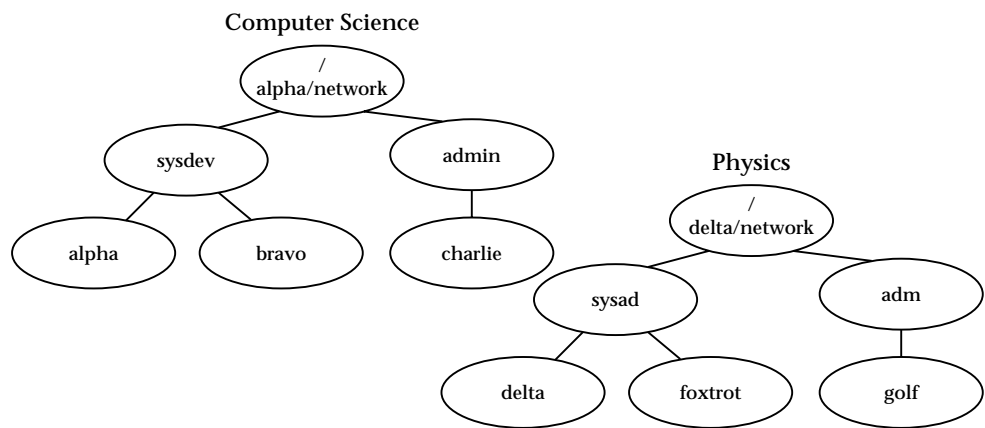 Computer Science
/
alpha/network
sysdev
admin
alpha
bravo
charlie
Physics
/
delta/network
sysad
adm
delta
foxtrot
golf